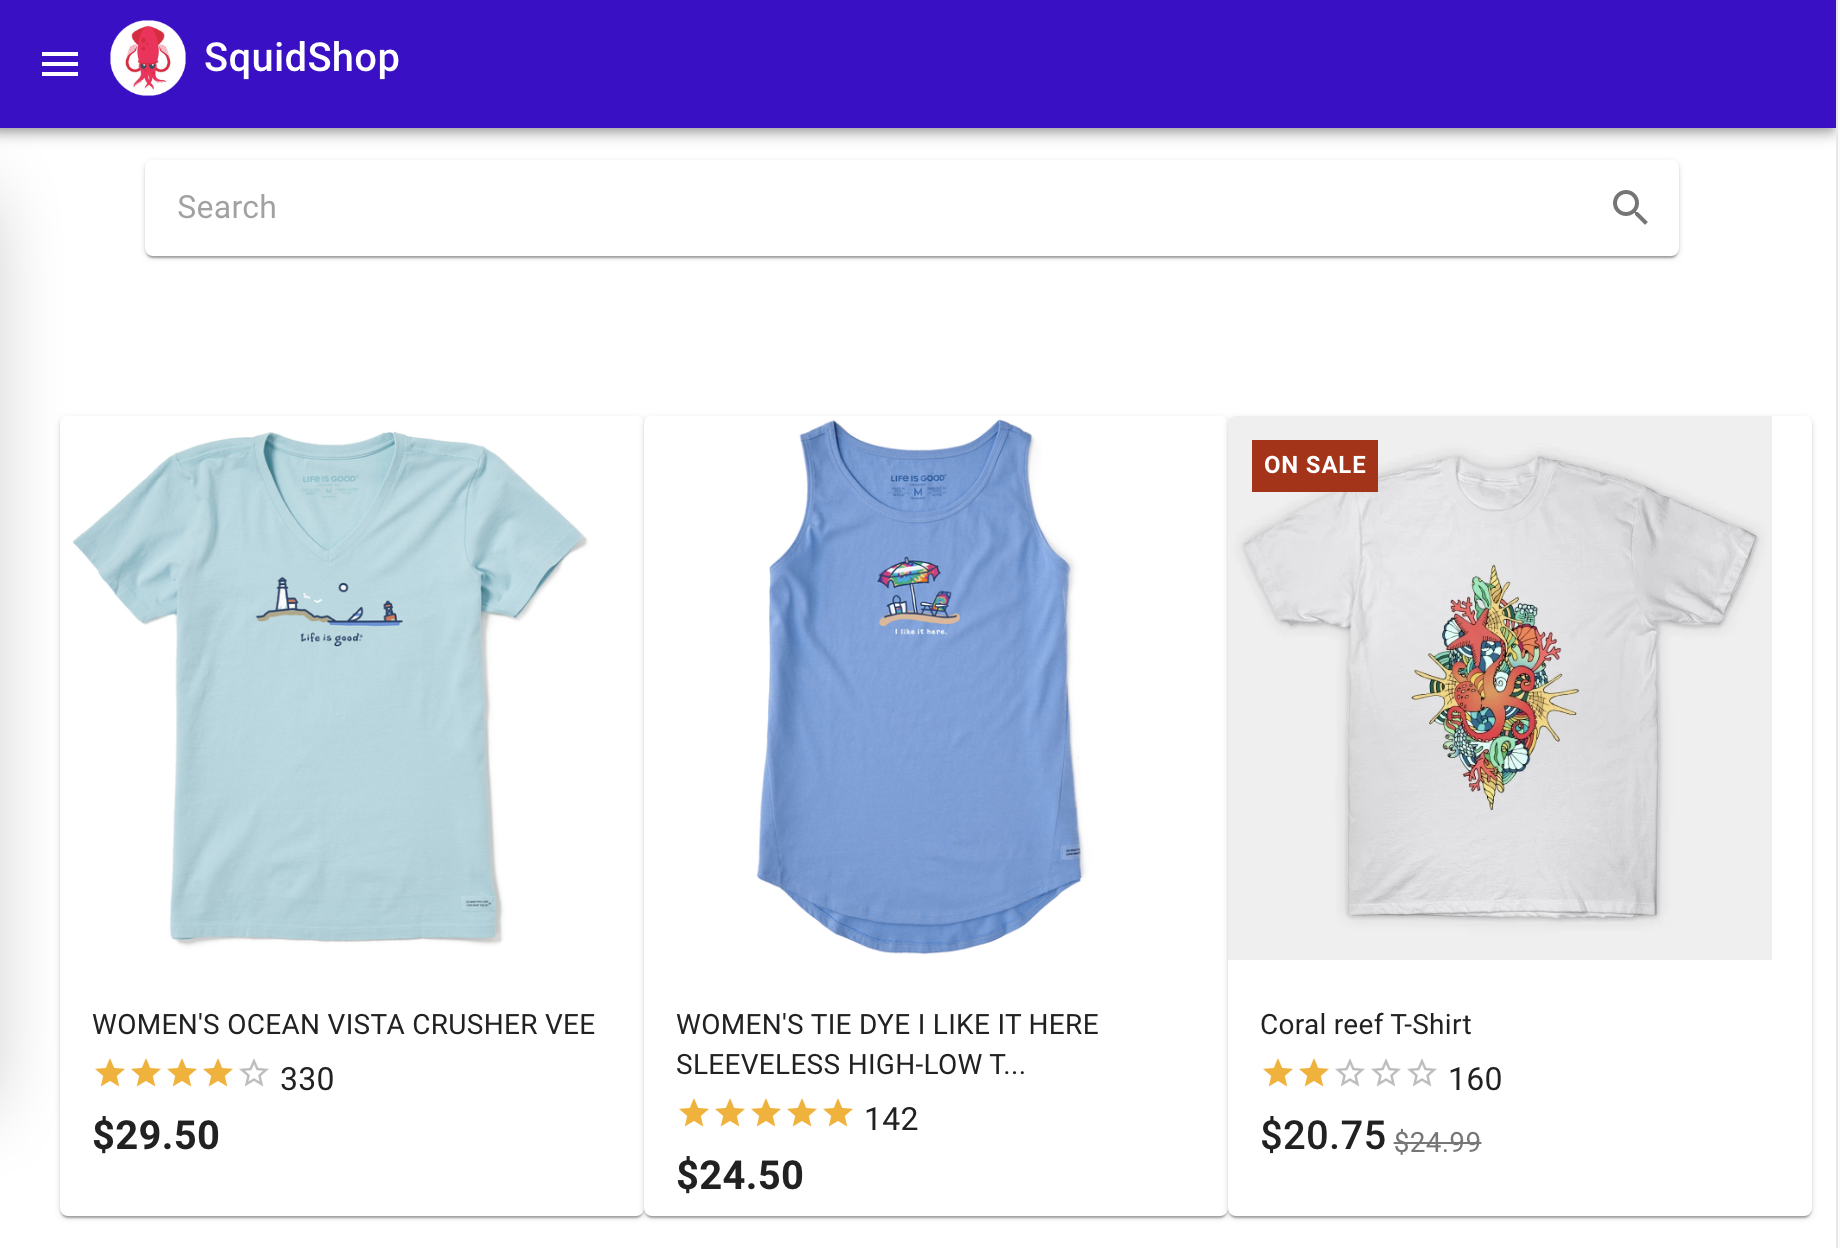 SquidShop
Search
LIFE IS GOOD
M
Life is good.
WOMEN'S OCEAN VISTA CRUSHER VEE
330
$29.50
LIFE IS GOOD
M
I like it here.
WOMEN'S TIE DYE I LIKE IT HERE
SLEEVELESS HIGH-LOW T...
142
$24.50
ON SALE
Coral reef T-Shirt
160
$20.75 $24.99